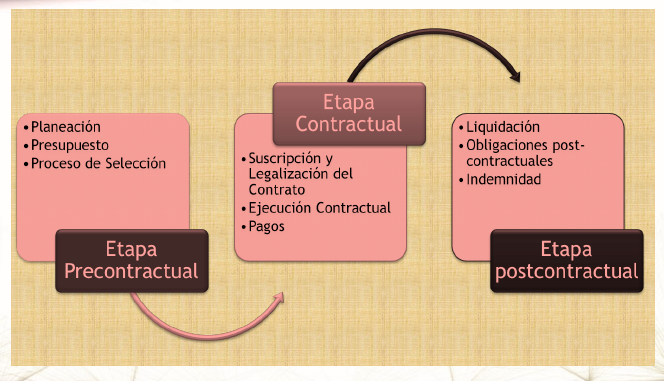 •Planeación
•Presupuesto
•Proceso de Selección
Etapa
Precontractual
Etapa
Contractual
•Suscripción y
Legalización del
Contrato
•Ejecución Contractual
•Pagos
•Liquidación
•Obligaciones post-
contractuales
•Indemnidad
Etapa
postcontractual